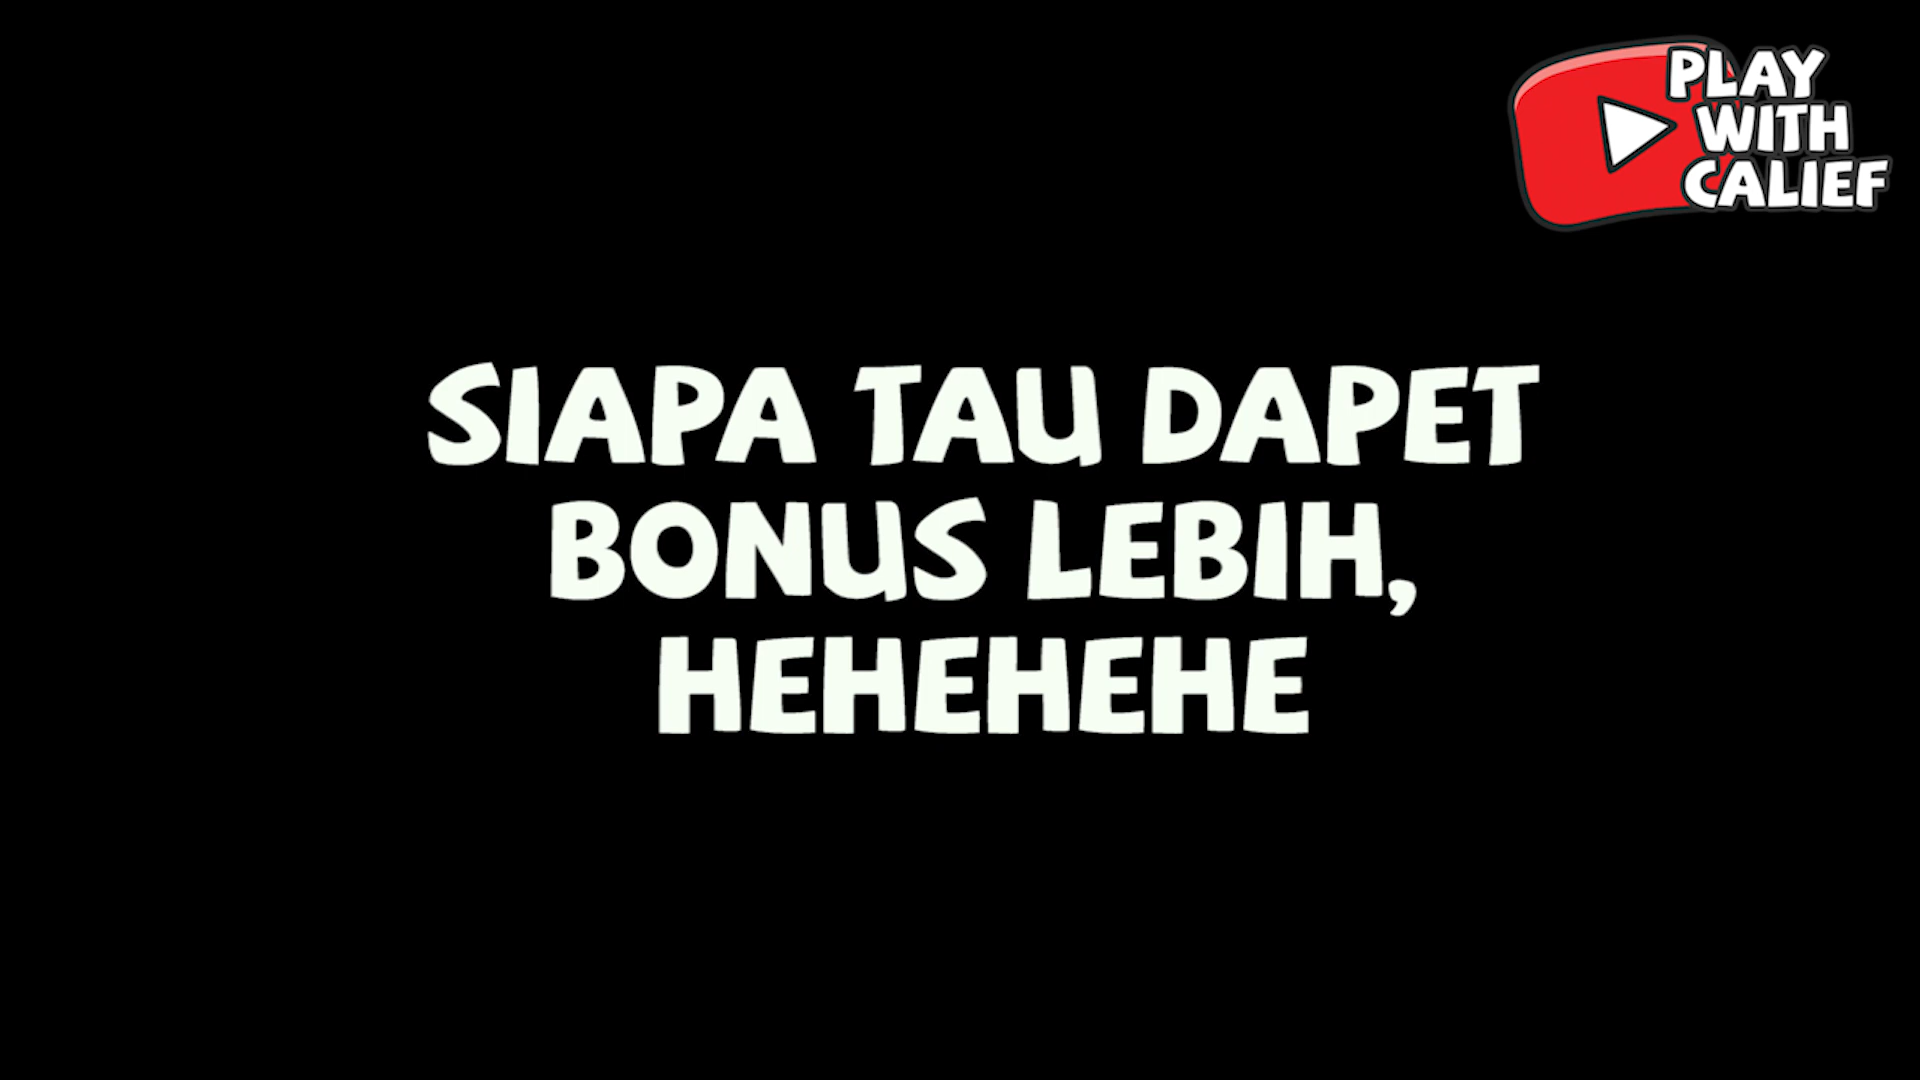 PLAY
WITH
CALIEF
SIAPA TAU DAPET
BONUS LEBIH,
HEHEHEHE